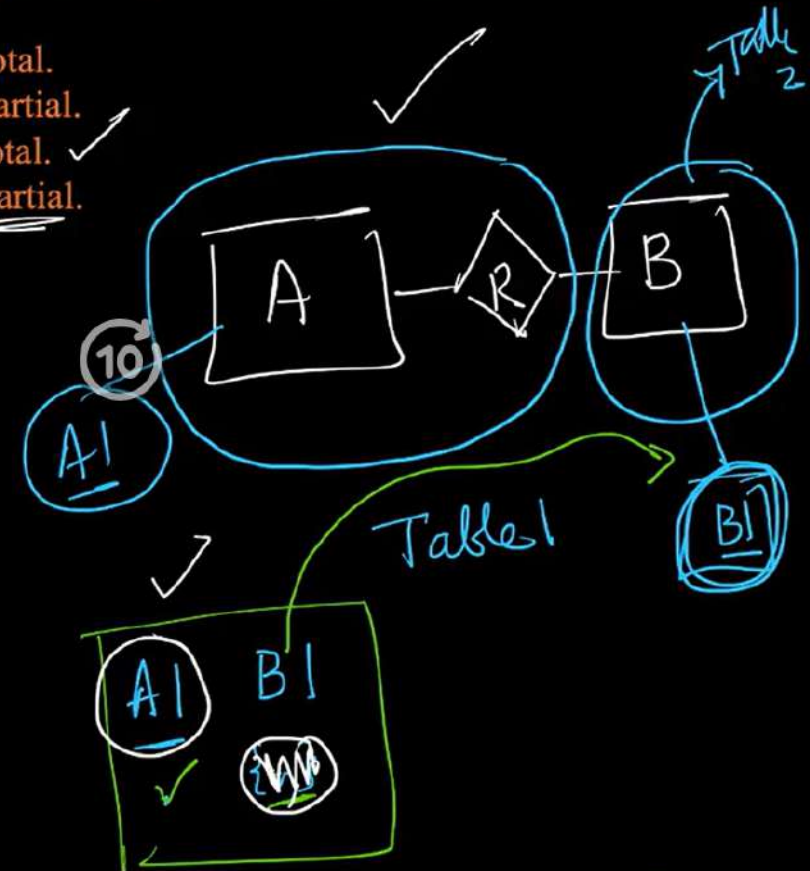 otal.
artial.
otal.
artial.
Table
2
A
R
B
10
A1
B1
Table1
A1 B1